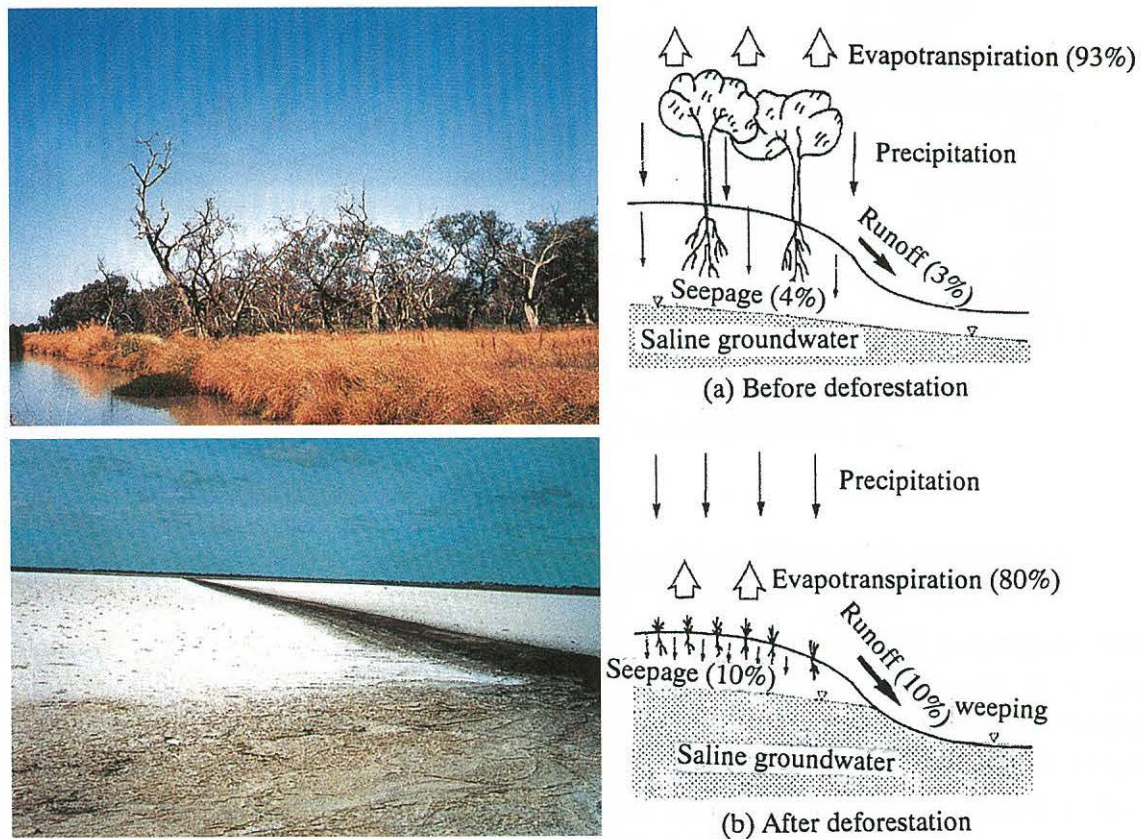 Evapotranspiration (93%)
Precipitation
Runoff (3%)
Seepage (4%)
Saline groundwater
(a) Before deforestation
Precipitation
Evapotranspiration (80%)
Runoff (10%)
Seepage (10%)
weeping
Saline groundwater
(b) After deforestation